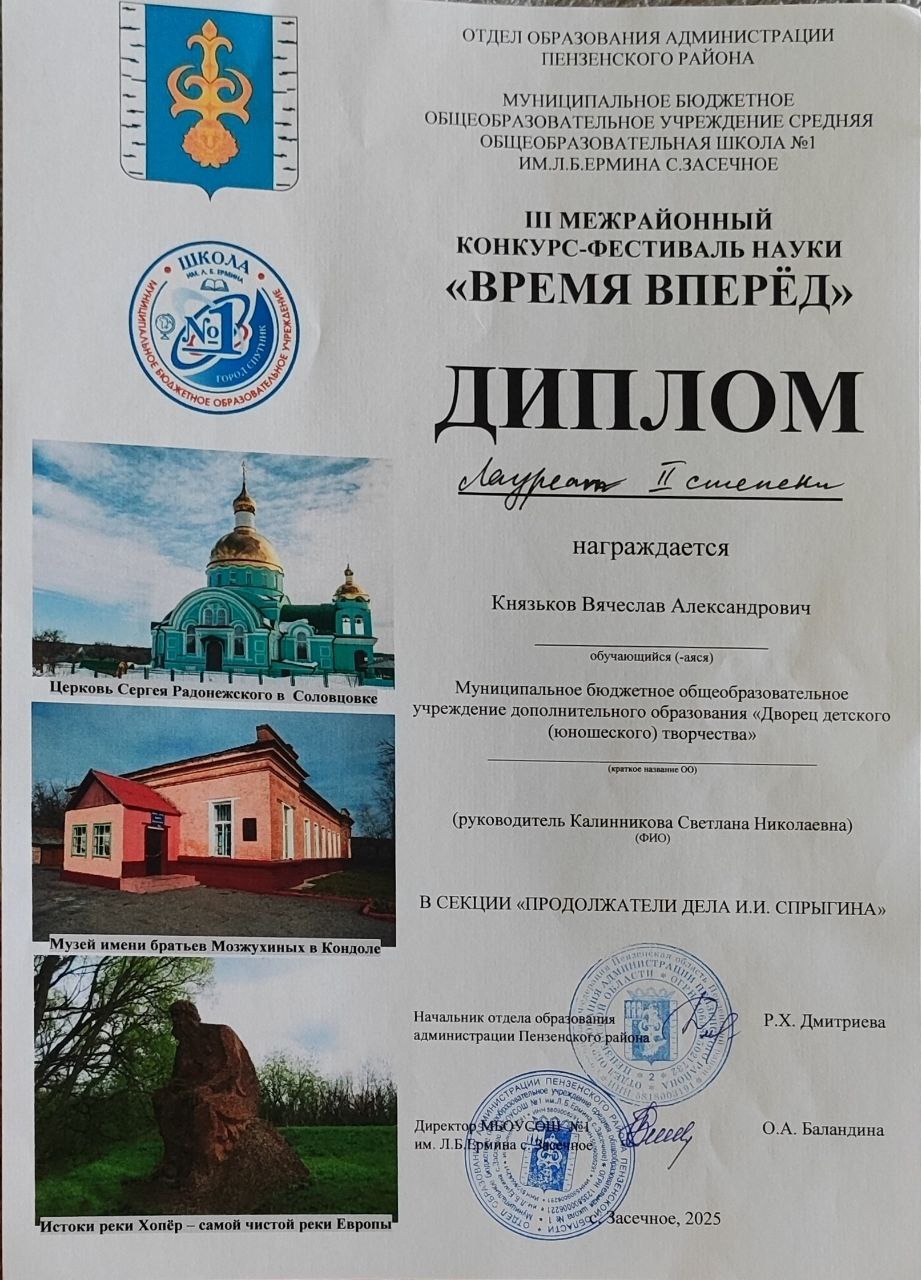 ОТДЕЛ ОБРАЗОВАНИЯ АДМИНИСТРАЦИИ
ПЕНЗЕНСКОГО РАЙОНА
МУНИЦИПАЛЬНОЕ БЮДЖЕТНОЕ
ОБЩЕОБРАЗОВАТЕЛЬНОЕ УЧРЕЖДЕНИЕ СРЕДНЯЯ
ОБЩЕОБРАЗОВАТЕЛЬНАЯ ШКОЛА №1
ИМ.Л.Б.ЕРМИНА С.ЗАСЕЧНОЕ
III МЕЖРАЙОННЫЙ
КОНКУРС-ФЕСТИВАЛЬ НАУКИ
«ВРЕМЯ ВПЕРЁД»
ДИПЛОМ
Лауреат II степени
награждается
Князьков Вячеслав Александрович
обучающийся (-аяся)
Муниципальное бюджетное общеобразовательное
учреждение дополнительного образования «Дворец детского
(юношеского) творчества»
(краткое название ОО)
(руководитель Калинникова Светлана Николаевна)
(ФИО)
В СЕКЦИИ «ПРОДОЛЖАТЕЛИ ДЕЛА И.И. СПРЫГИНА»
Начальник отдела образования
администрации Пензенского района
Р.Х. Дмитриева
Директор МБОУСОШ №1
им. Л.Б.Ермина с. Засечное
О.А. Баландина
с. Засечное, 2025
ШКОЛА
ИМ. Л. Б. ЕРМИНА
№1
ГОРОД СПУТНИК
МУНИЦИПАЛЬНОЕ БЮДЖЕТНОЕ ОБРАЗОВАТЕЛЬНОЕ УЧРЕЖДЕНИЕ
Церковь Сергея Радонежского в Соловцовке
Музей имени братьев Мозжухиных в Кондоле
Истоки реки Хопёр – самой чистой реки Европы